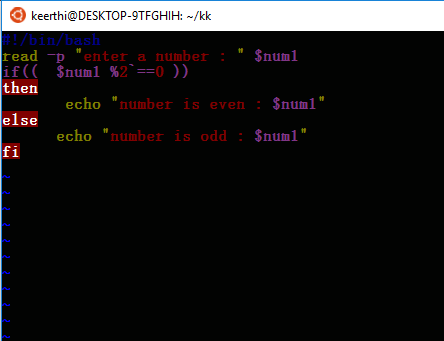 keerthi@DESKTOP-9TFGHIH: ~/kk
#!/bin/bash
read -p "enter a number : " $num1
if((  $num1 %2`==0 ))
then
       echo "number is even : $num1"
else
      echo "number is odd : $num1"
fi
~
~
~
~
~
~
~
~
~
~
~